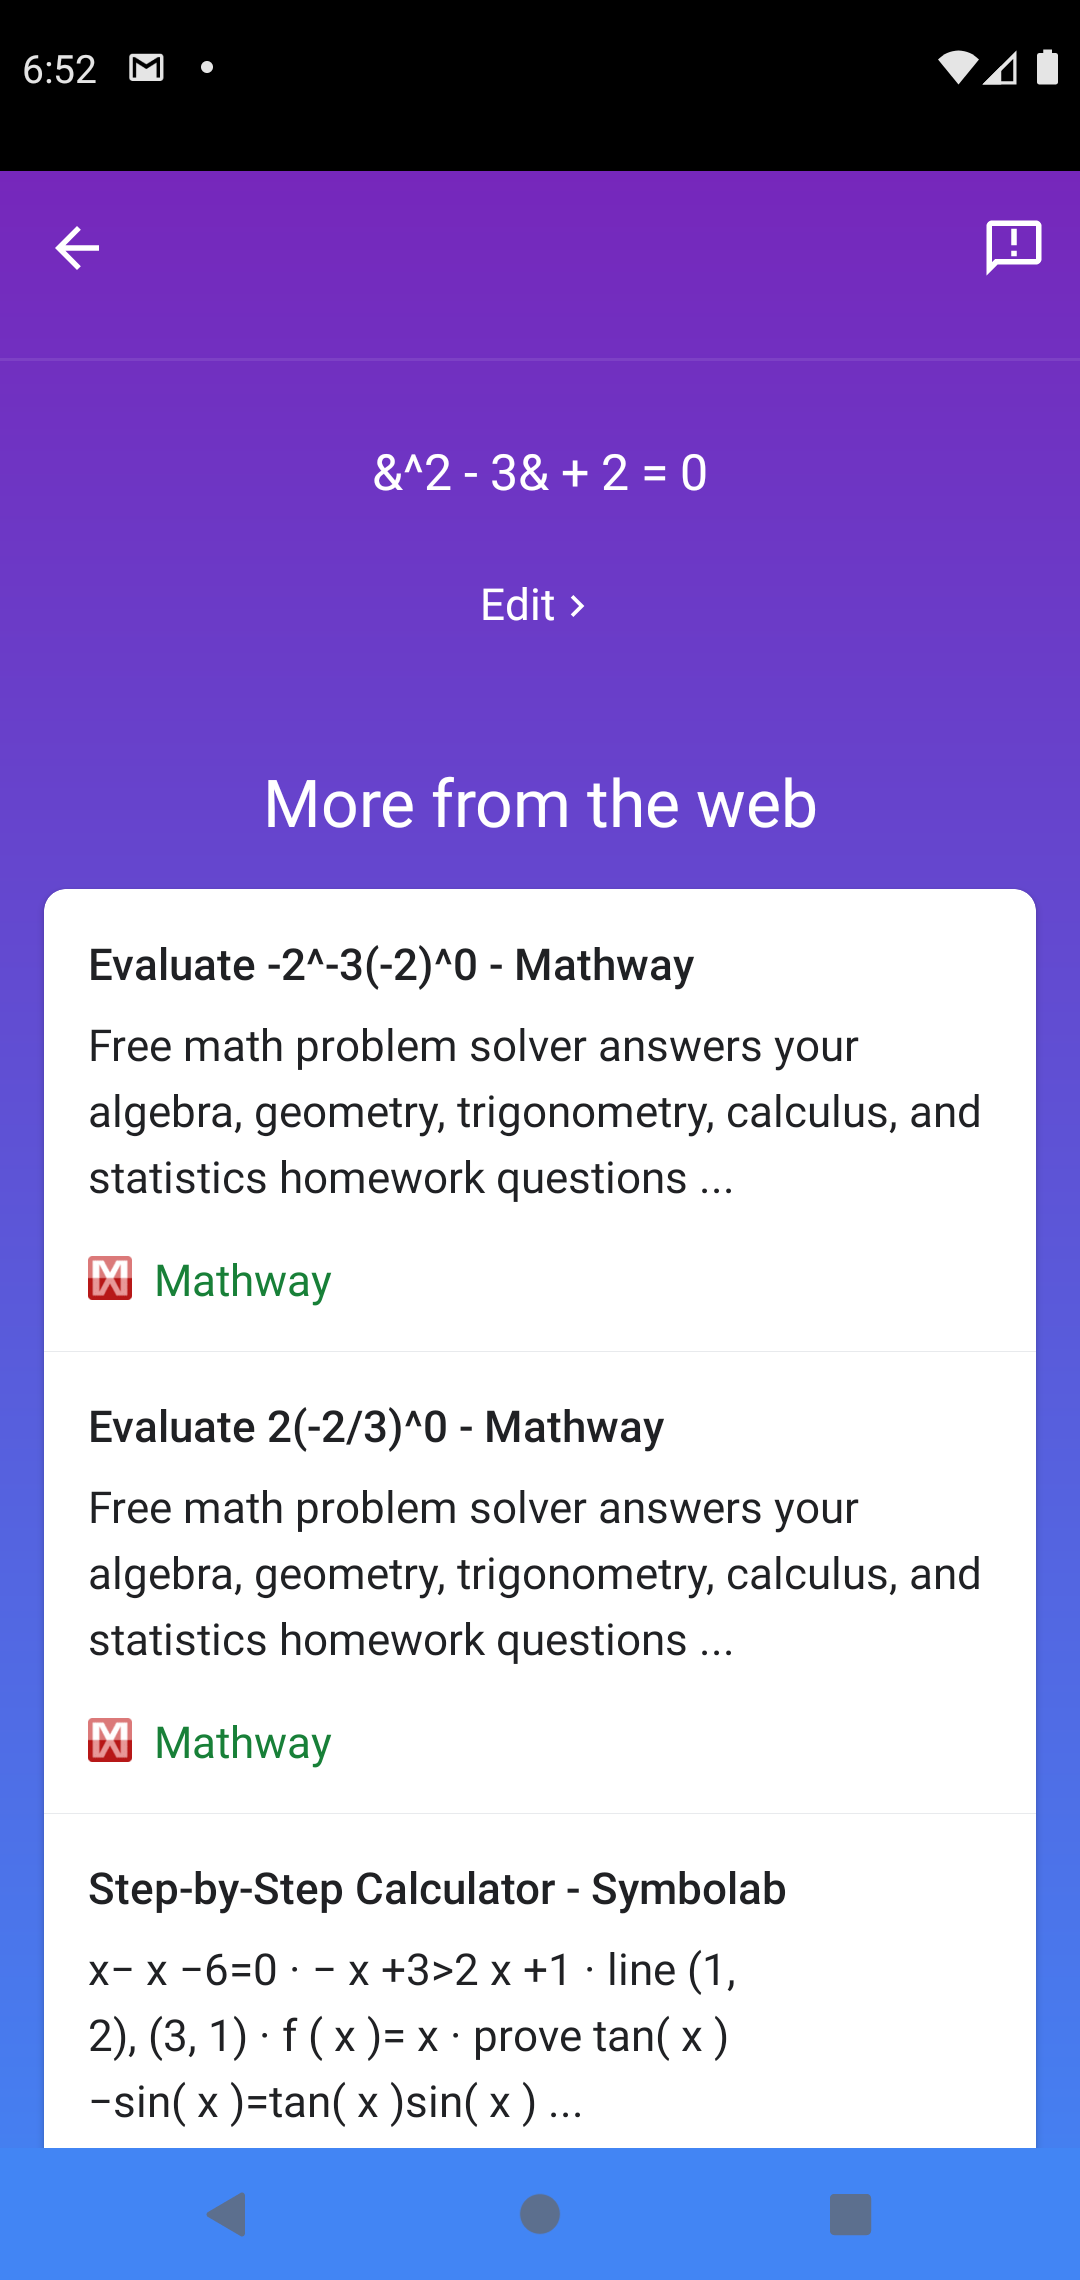 6:52
&^2 - 3& + 2 = 0
Edit
More from the web
Evaluate -2^-3(-2)^0 - Mathway
Free math problem solver answers your
algebra, geometry, trigonometry, calculus, and
statistics homework questions ...
Mathway
Evaluate 2(-2/3)^0 - Mathway
Free math problem solver answers your
algebra, geometry, trigonometry, calculus, and
statistics homework questions ...
Mathway
Step-by-Step Calculator - Symbolab
x− x −6=0 · − x +3>2 x +1 · line (1,
2), (3, 1) · f ( x )= x · prove tan( x )
−sin( x )=tan( x )sin( x ) ...